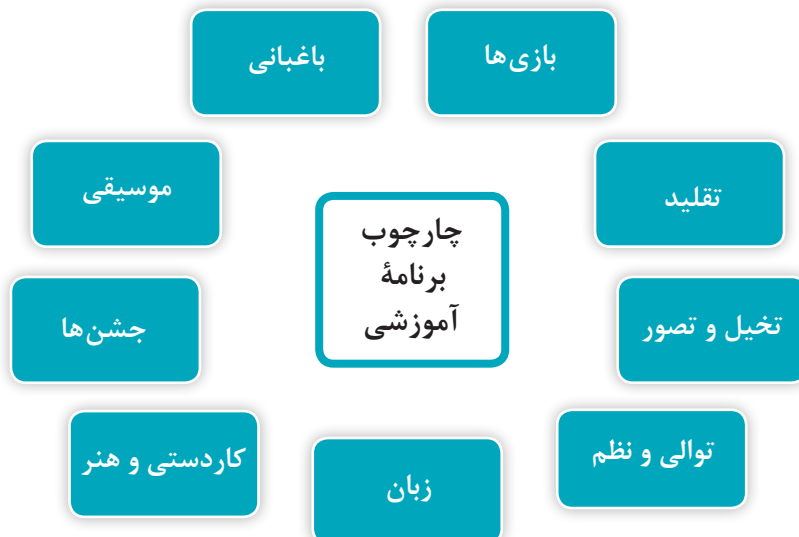 بازی‌ها
باغبانی
تقلید
موسیقی
چارچوب
برنامهٔ
آموزشی
تخیل و تصور
جشن‌ها
توالی و نظم
کاردستی و هنر
زبان